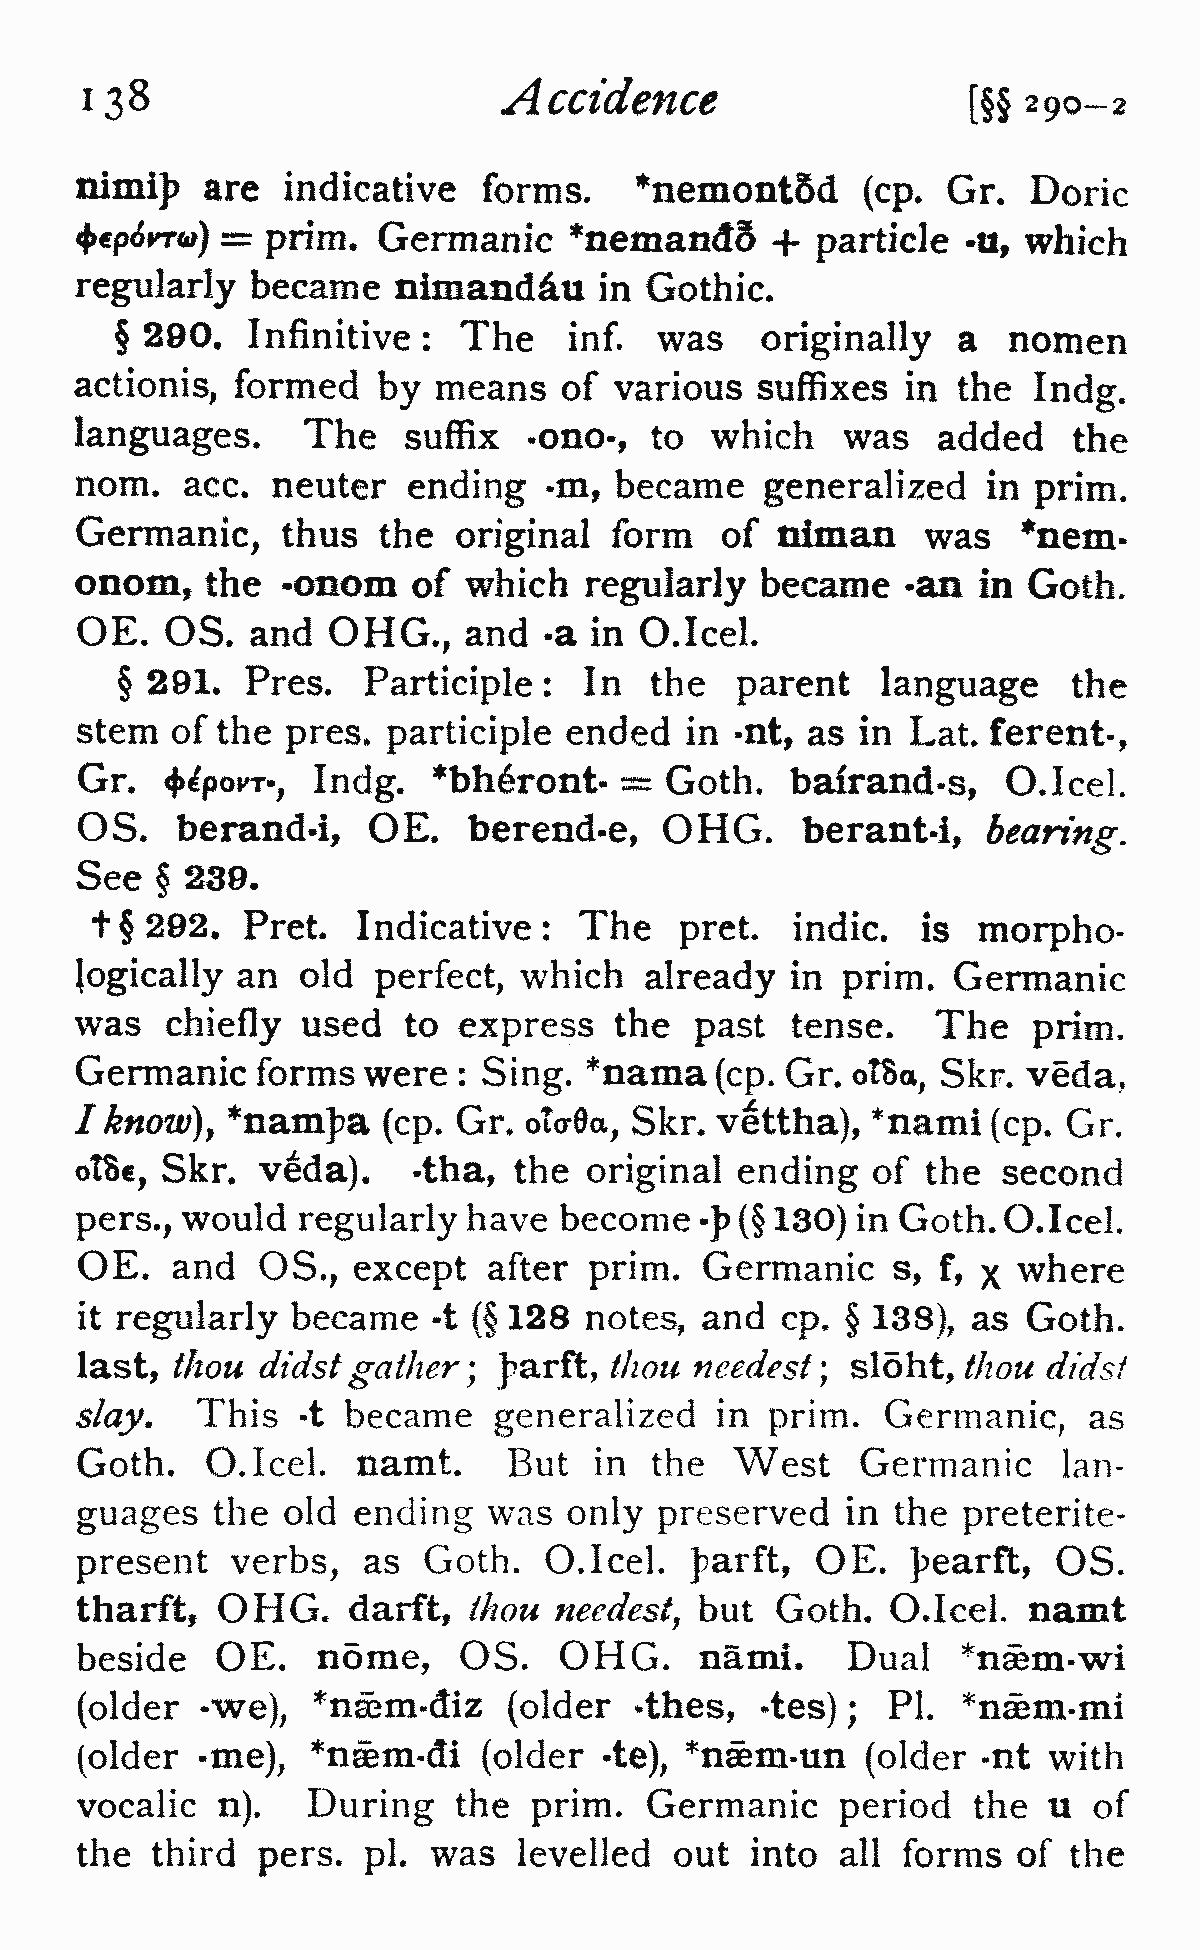 138 Accidence [§§ 290–2
nimiþ are indicative forms. *nemontõd (cp. Gr. Doric
φερόντω) = prim. Germanic *nemanđõ + particle -u, which
regularly became nimandáu in Gothic.
§ 290. Infinitive: The inf. was originally a nomen
actionis, formed by means of various suffixes in the Indg.
languages. The suffix -ono-, to which was added the
nom. acc. neuter ending -m, became generalized in prim.
Germanic, thus the original form of niman was *nem-
onom, the -onom of which regularly became -an in Goth.
OE. OS. and OHG., and -a in O.Icel.
§ 291. Pres. Participle: In the parent language the
stem of the pres. participle ended in -nt, as in Lat. ferent-,
Gr. φέροντ-, Indg. *bhéront- = Goth. baírand-s, O.Icel.
OS. berand-i, OE. berend-e, OHG. berant-i, bearing.
See § 239.
†§ 292. Pret. Indicative: The pret. indic. is morpho-
logically an old perfect, which already in prim. Germanic
was chiefly used to express the past tense. The prim.
Germanic forms were: Sing. *nama (cp. Gr. οἶδα, Skr. vēda,
I know), *namþa (cp. Gr. οἶσθα, Skr. vḗttha), *nami (cp. Gr.
οἶδε, Skr. vḗda). -tha, the original ending of the second
pers., would regularly have become -þ (§ 130) in Goth. O.Icel.
OE. and OS., except after prim. Germanic s, f, χ where
it regularly became -t (§ 128 notes, and cp. § 138), as Goth.
last, thou didst gather; þarft, thou needest; slōht, thou didst
slay. This -t became generalized in prim. Germanic, as
Goth. O.Icel. namt. But in the West Germanic lan-
guages the old ending was only preserved in the preterite-
present verbs, as Goth. O.Icel. þarft, OE. þearft, OS.
tharft, OHG. darft, thou needest, but Goth. O.Icel. namt
beside OE. nōme, OS. OHG. nāmi. Dual *nǣm-wi
(older -we), *nǣm-điz (older -thes, -tes); Pl. *nǣm-mi
(older -me), *nǣm-đi (older -te), *nǣm-un (older -nt with
vocalic n). During the prim. Germanic period the u of
the third pers. pl. was levelled out into all forms of the